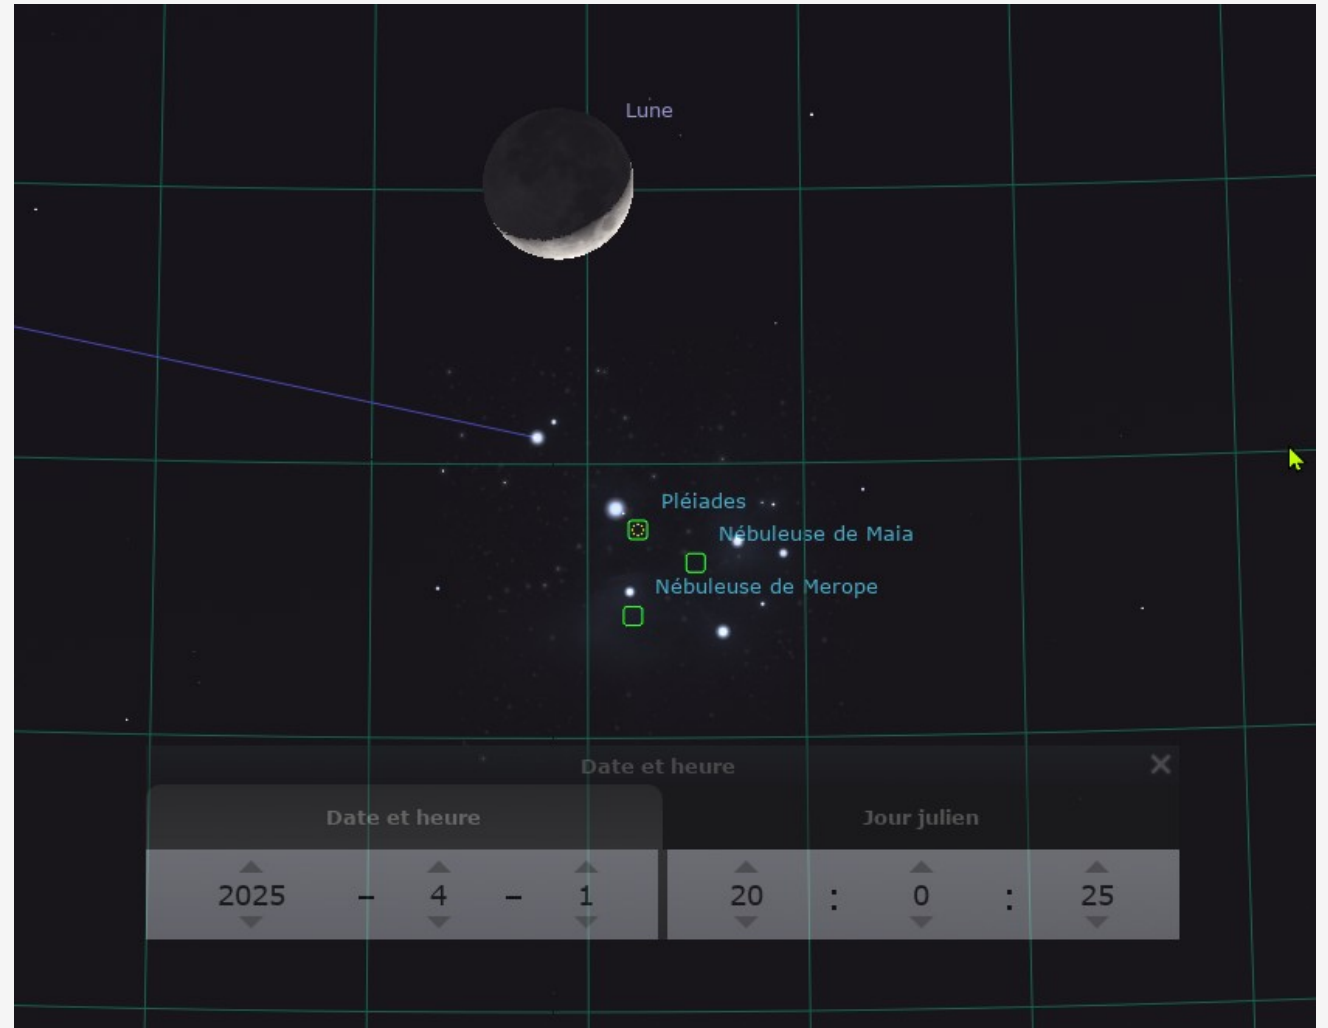 Lune
Pléiades
Nébuleuse de Maia
Nébuleuse de Merope
Date et heure
Date et heure
Jour julien
2025 - 4 - 1 20 : 0 : 25